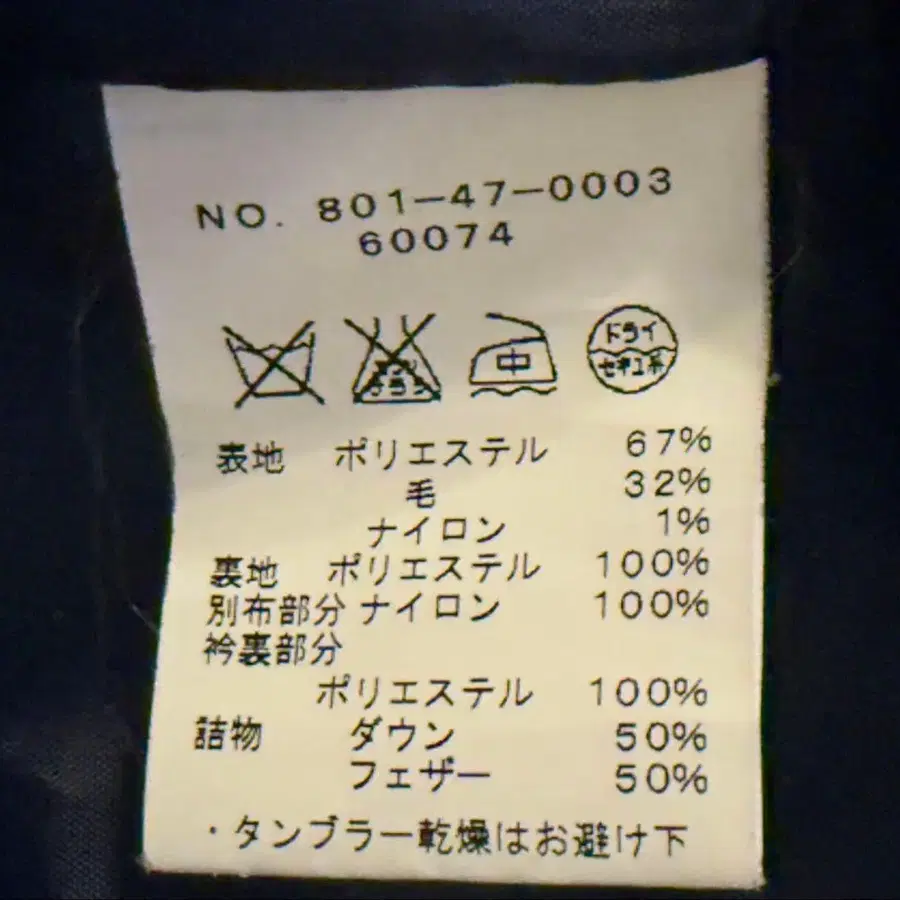 NO. 801-47-0003
60074
中 ドライ
セキユ系
表地 ポリエステル 67%
毛 32%
ナイロン 1%
裏地 ポリエステル 100%
別布部分 ナイロン 100%
衿裏部分
ポリエステル 100%
詰物 ダウン 50%
フェザー 50%
・タンブラー乾燥はお避け下